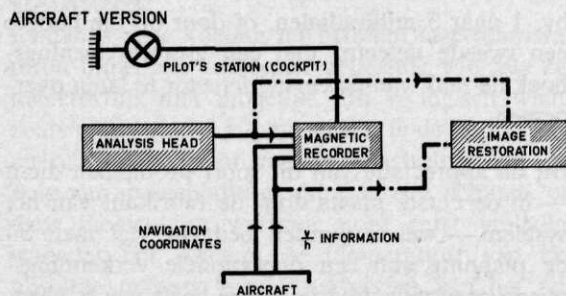 AIRCRAFT VERSION
PILOT'S STATION (COCKPIT)
ANALYSIS HEAD
MAGNETIC
RECORDER
IMAGE
RESTORATION
NAVIGATION
COORDINATES
h INFORMATION
AIRCRAFT